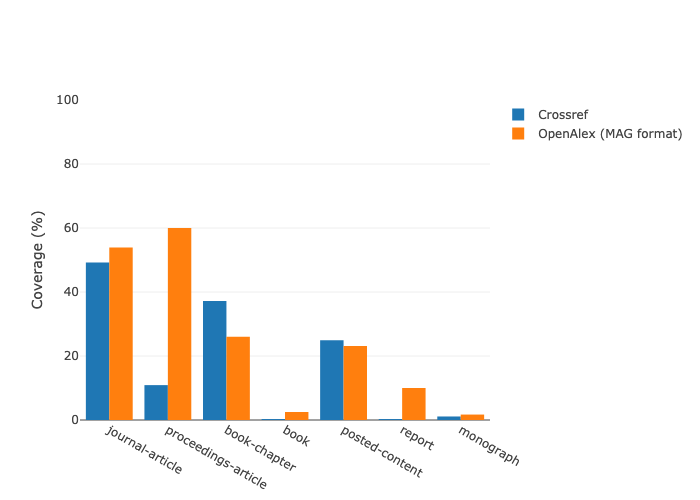 100
80
60
40
20
0
Coverage (%)
journal-article
proceedings-article
book-chapter
book
posted-content
report
monograph
Crossref
OpenAlex (MAG format)